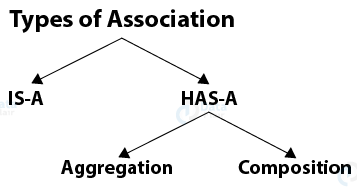 Types of Association
IS-A
HAS-A
Aggregation
Composition